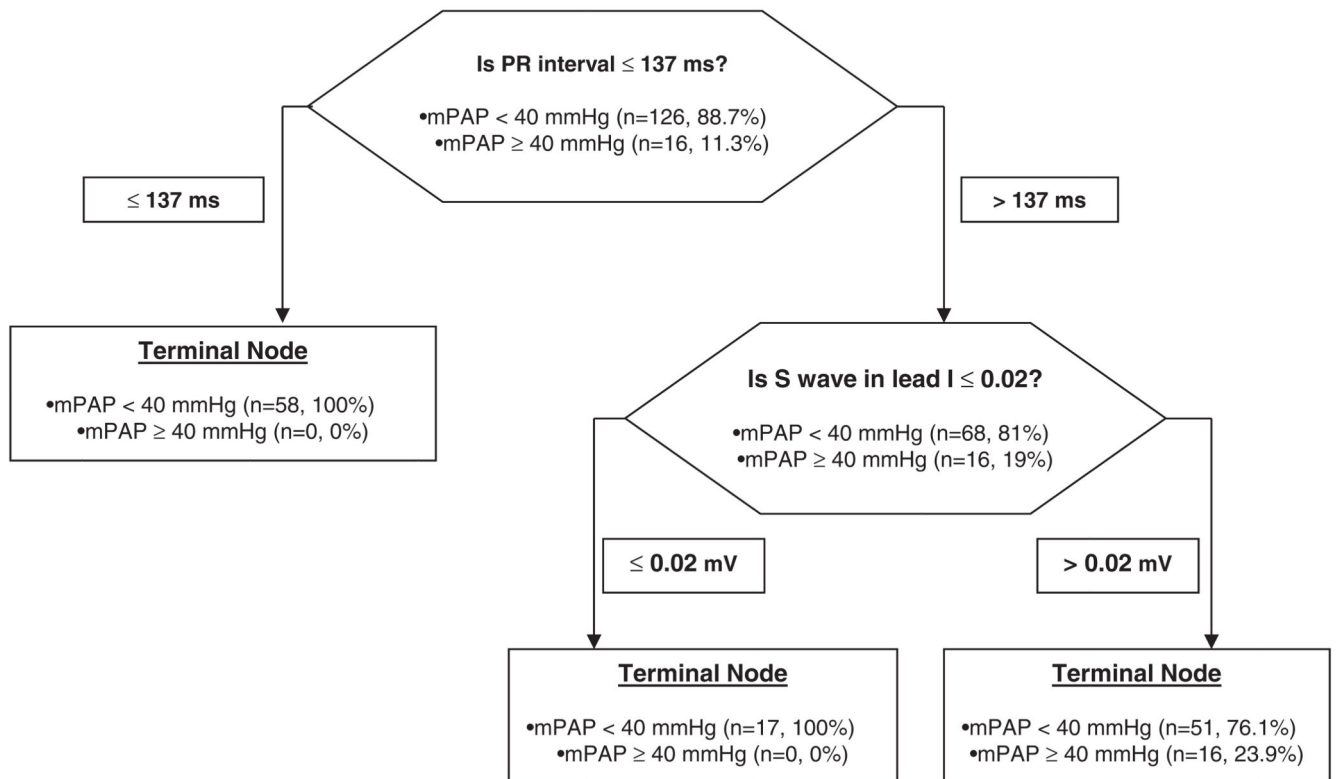 Is PR interval ≤ 137 ms?
•mPAP < 40 mmHg (n=126, 88.7%)
•mPAP ≥ 40 mmHg (n=16, 11.3%)
≤ 137 ms
> 137 ms
Terminal Node
•mPAP < 40 mmHg (n=58, 100%)
•mPAP ≥ 40 mmHg (n=0, 0%)
Is S wave in lead I ≤ 0.02?
•mPAP < 40 mmHg (n=68, 81%)
•mPAP ≥ 40 mmHg (n=16, 19%)
≤ 0.02 mV
> 0.02 mV
Terminal Node
•mPAP < 40 mmHg (n=17, 100%)
•mPAP ≥ 40 mmHg (n=0, 0%)
Terminal Node
•mPAP < 40 mmHg (n=51, 76.1%)
•mPAP ≥ 40 mmHg (n=16, 23.9%)